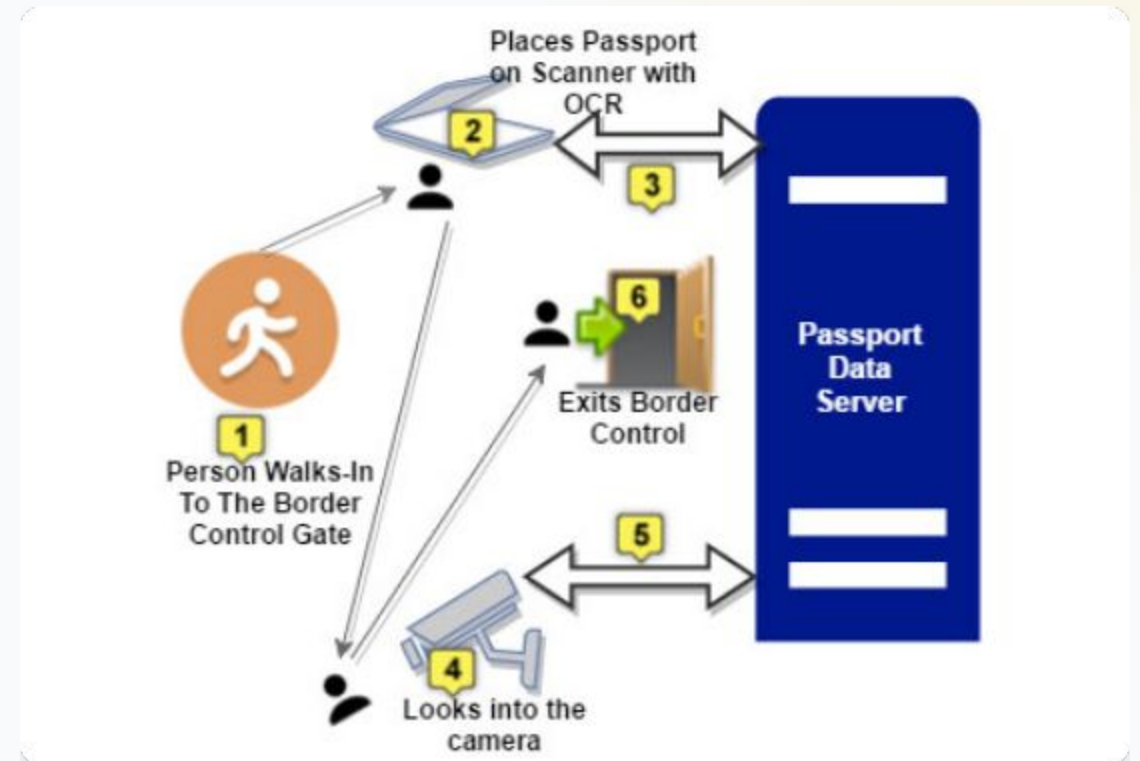 Places Passport
on Scanner with
OCR
2
3
6
Passport
Data
Server
Exits Border
Control
1
Person Walks-In
To The Border
Control Gate
5
4
Looks into the
camera